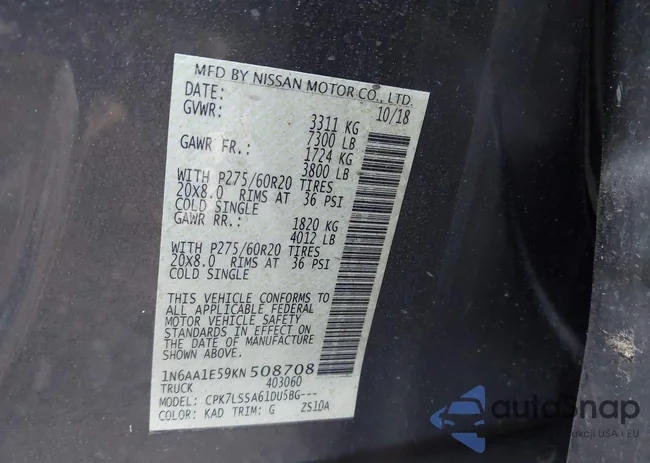 MFD BY NISSAN MOTOR CO., LTD.
DATE: 10/18
GVWR: 3311 KG
7300 LB
GAWR FR.: 1724 KG
3800 LB
WITH P275/60R20 TIRES
20X8.0 RIMS AT 36 PSI
COLD SINGLE
GAWR RR.: 1820 KG
4012 LB
WITH P275/60R20 TIRES
20X8.0 RIMS AT 36 PSI
COLD SINGLE
THIS VEHICLE CONFORMS TO
ALL APPLICABLE FEDERAL
MOTOR VEHICLE SAFETY
STANDARDS IN EFFECT ON
THE DATE OF MANUFACTURE
SHOWN ABOVE.
1N6AA1E59KN 508708
TRUCK 403060
MODEL: CPK7LSSA61DU5BG---
COLOR: KAD TRIM: G ZS10A
autoSnap
USA i EU